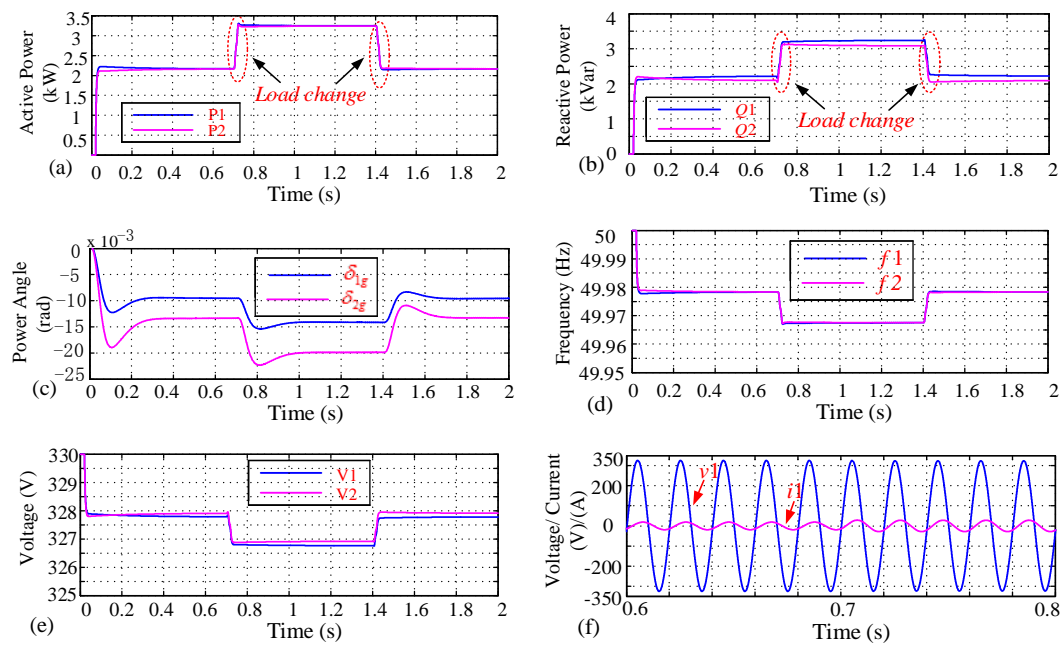 3.5
3
2.5
2
1.5
1
0.5
Active Power
(kW)
P1
P2
Load change
0 0.2 0.4 0.6 0.8 1 1.2 1.4 1.6 1.8 2
(a)
Time (s)
4
3
2
1
0
Reactive Power
(kVar)
Q1
Q2
Load change
0 0.2 0.4 0.6 0.8 1 1.2 1.4 1.6 1.8 2
(b)
Time (s)
x 10⁻³
0
−5
−10
−15
−20
−25
Power Angle
(rad)
δ1g
δ2g
0 0.2 0.4 0.6 0.8 1 1.2 1.4 1.6 1.8 2
(c)
Time (s)
50
49.99
49.98
49.97
49.96
49.95
Frequency (Hz)
f1
f2
0 0.2 0.4 0.6 0.8 1 1.2 1.4 1.6 1.8 2
(d)
Time (s)
330
329
328
327
326
325
Voltage (V)
V1
V2
0 0.2 0.4 0.6 0.8 1 1.2 1.4 1.6 1.8 2
(e)
Time (s)
350
200
0
-200
-350
Voltage/ Current
(V)/(A)
v1
i1
0.6 0.7 0.8
Time (s)
(f)